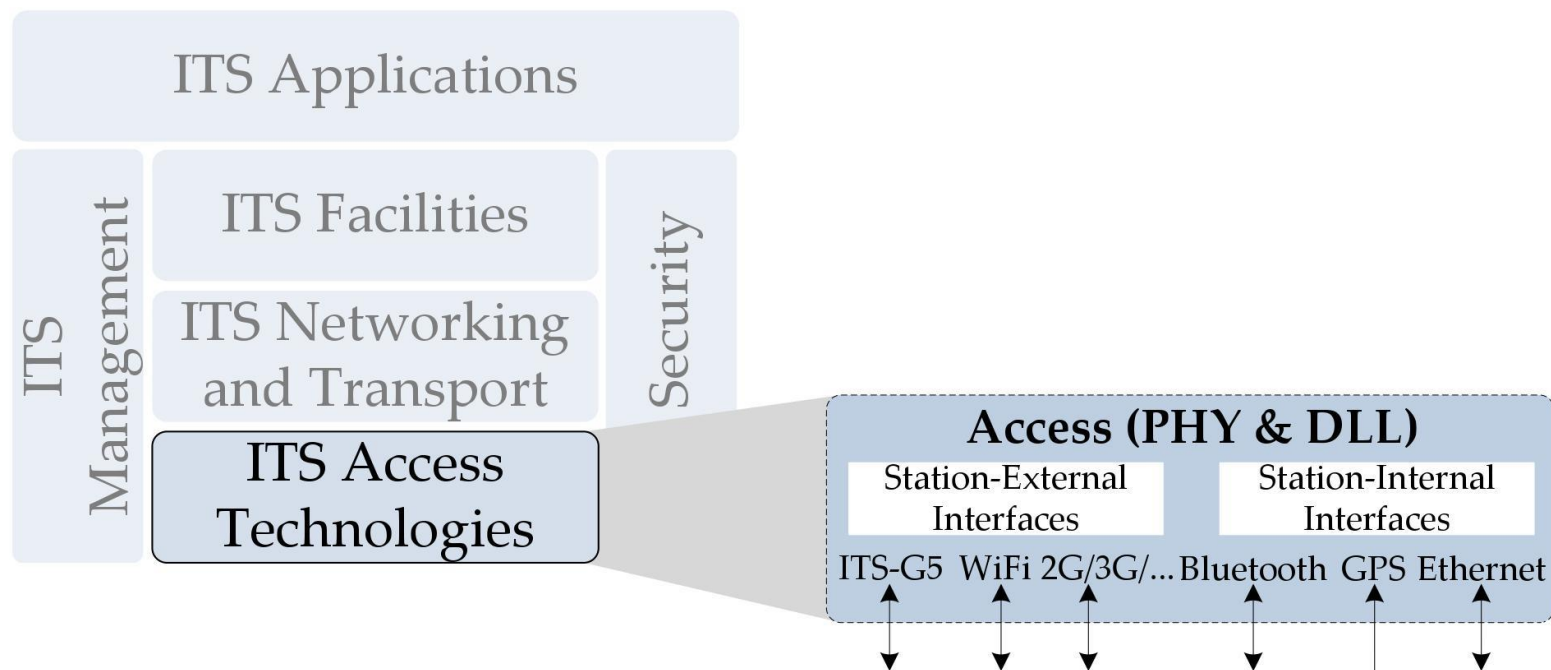 ITS Applications
ITS
Management
ITS Facilities
ITS Networking
and Transport
Security
ITS Access
Technologies
Access (PHY & DLL)
Station-External
Interfaces
Station-Internal
Interfaces
ITS-G5 WiFi 2G/3G/... Bluetooth GPS Ethernet